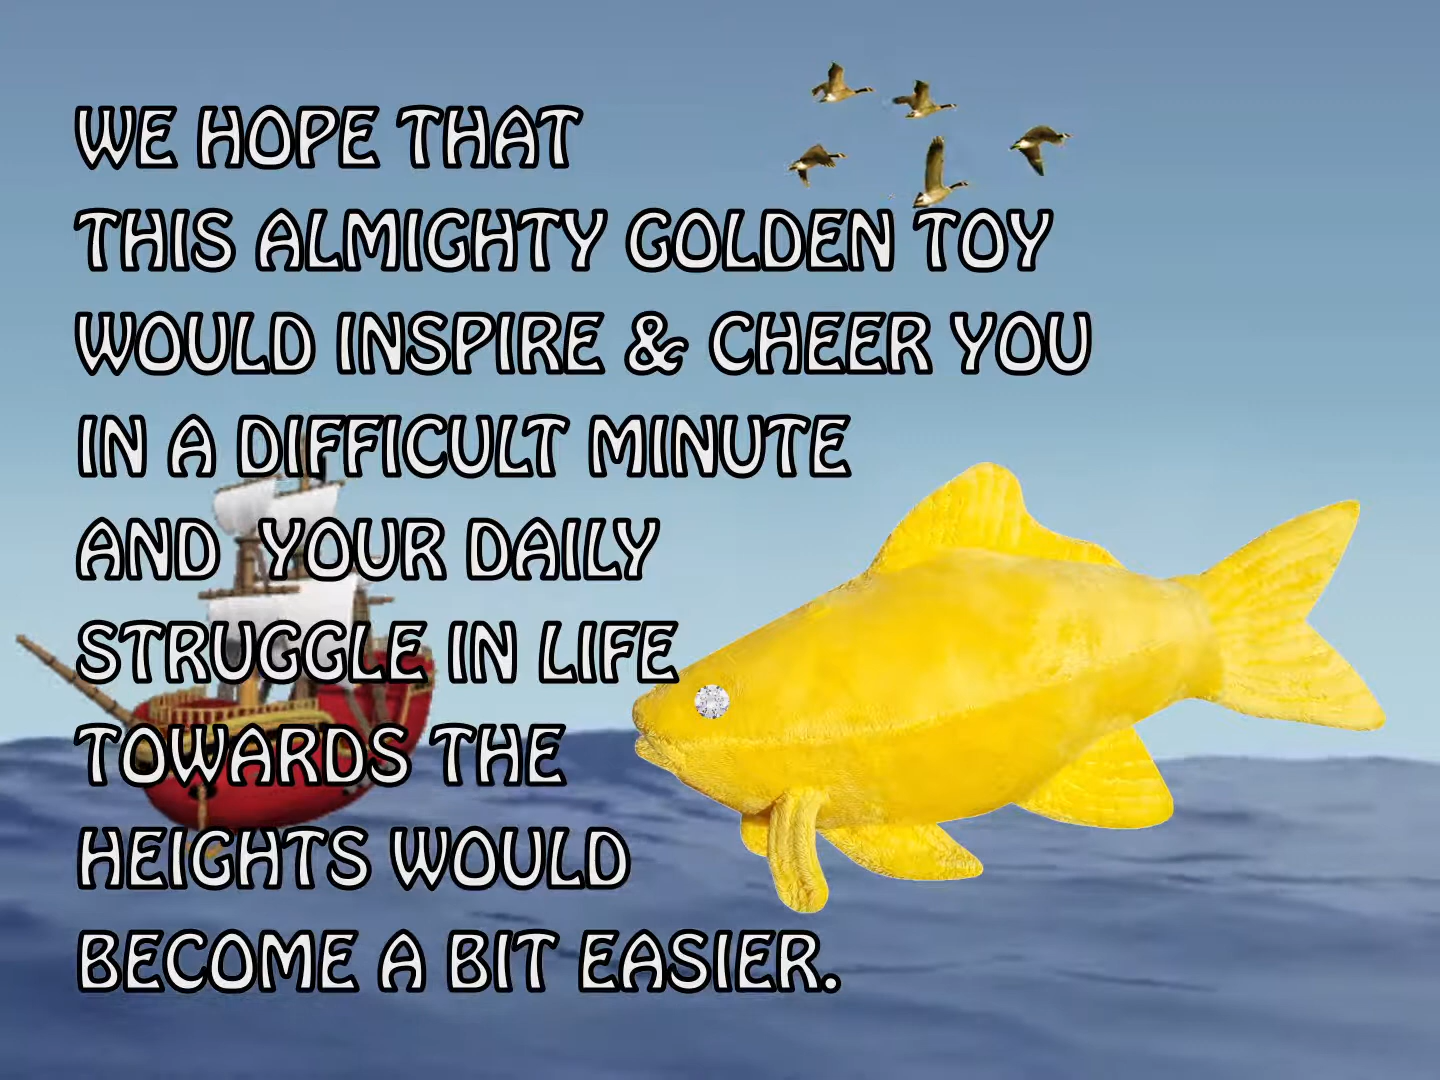 WE HOPE THAT
THIS ALMIGHTY GOLDEN TOY
WOULD INSPIRE & CHEER YOU
IN A DIFFICULT MINUTE
AND  YOUR DAILY
STRUGGLE IN LIFE
TOWARDS THE
HEIGHTS WOULD
BECOME A BIT EASIER.